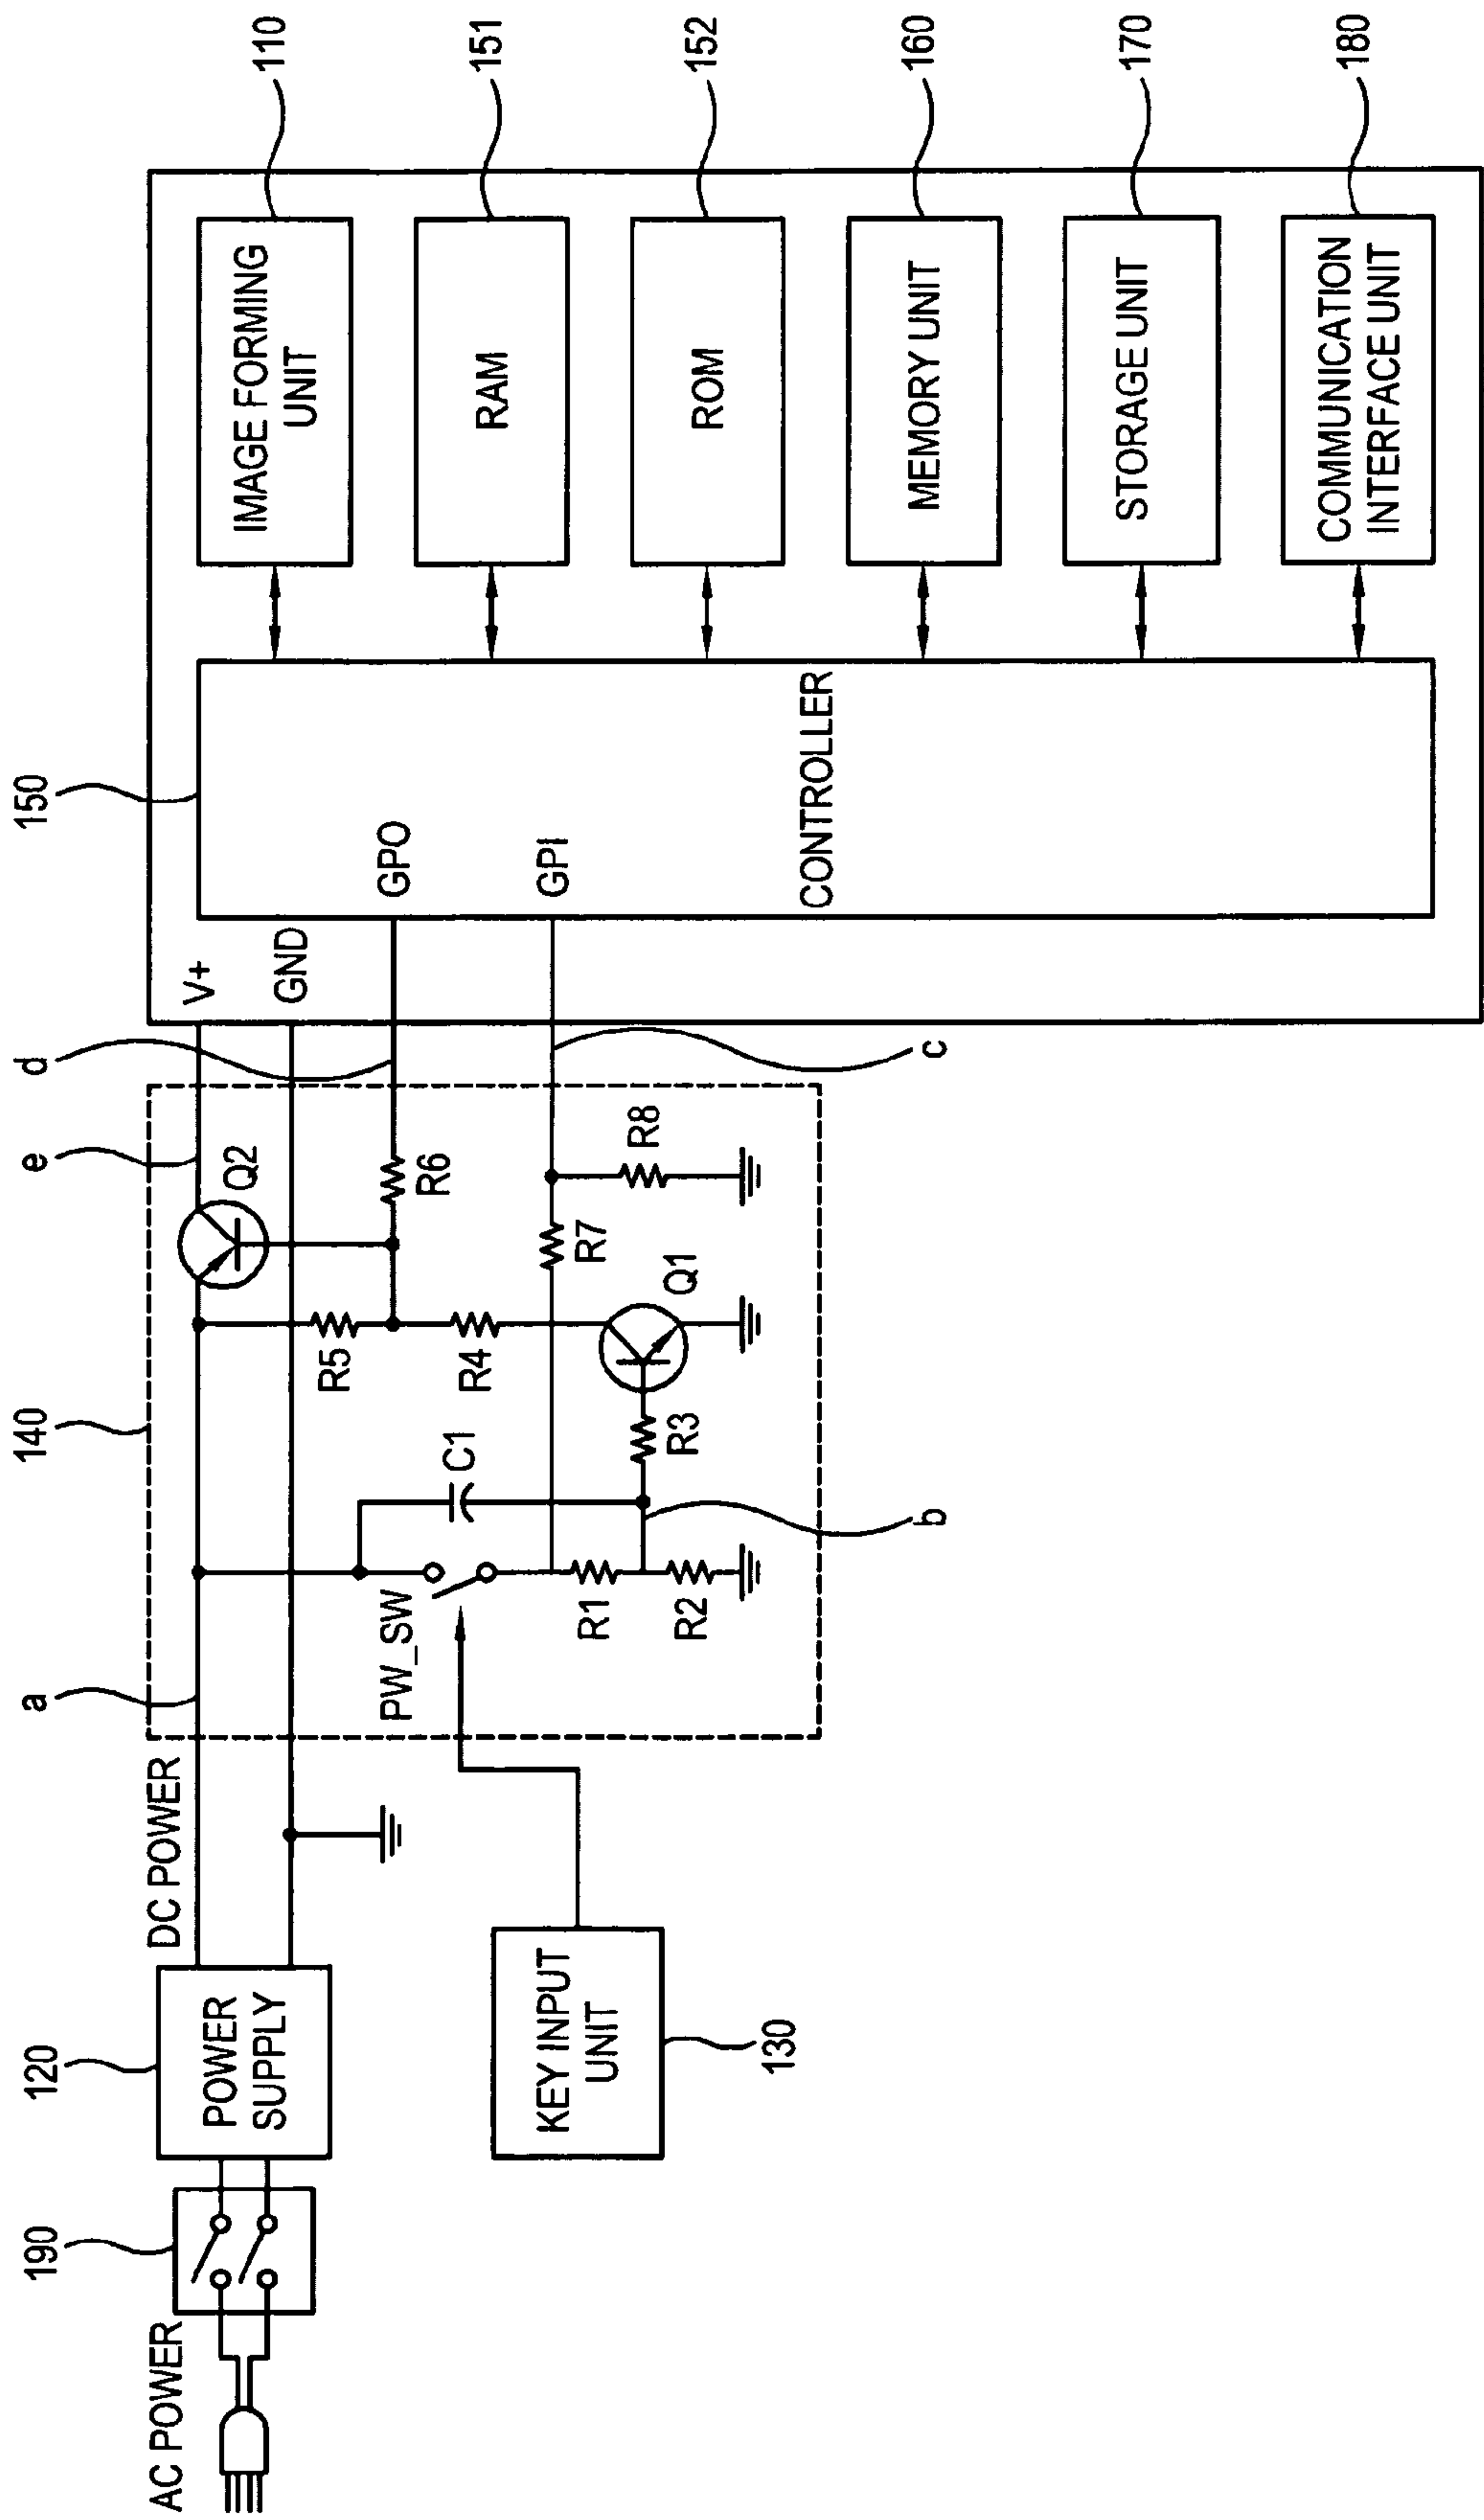 AC POWER
190
120
POWER
SUPPLY
DC POWER
KEY INPUT
UNIT
130
a
140
PW_SW
C1
R1
R2
b
R3
R5
R4
Q1
R7
R8
R6
Q2
e
d
c
V+
GND
150
GPO
GPI
CONTROLLER
IMAGE FORMING
UNIT
110
RAM
151
ROM
152
MEMORY UNIT
160
STORAGE UNIT
170
COMMUNICATION
INTERFACE UNIT
180